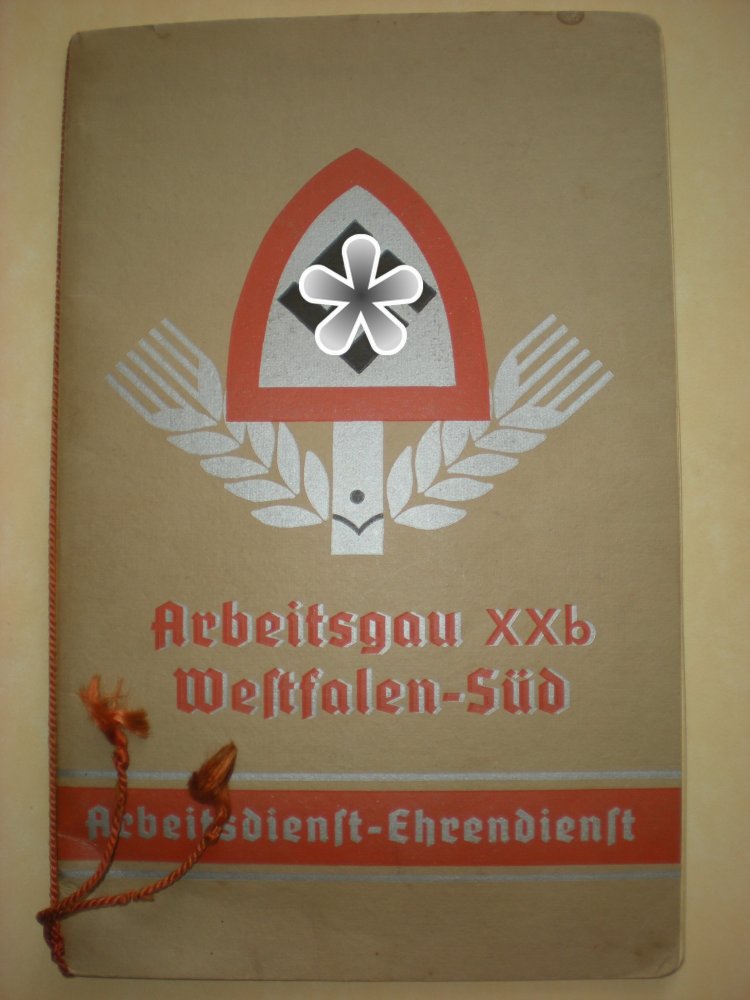 Arbeitsgau XXb
Weſtfalen-Süd
Arbeitsdienſt-Ehrendienſt